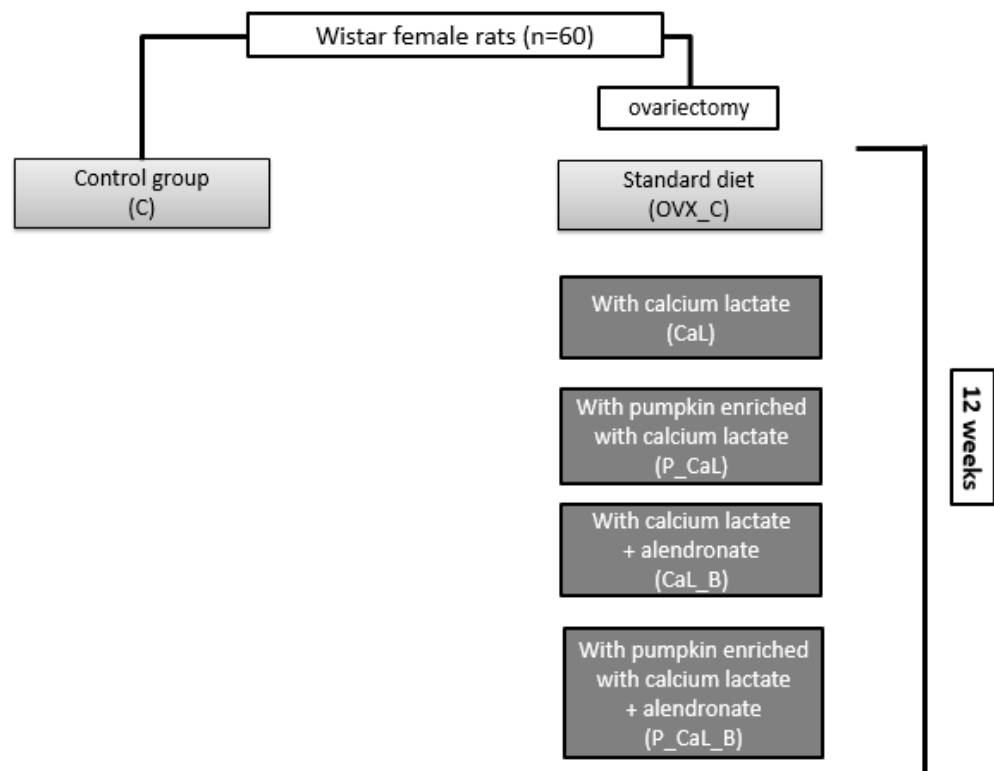 Wistar female rats (n=60)
ovariectomy
Control group
(C)
Standard diet
(OVX_C)
With calcium lactate
(CaL)
With pumpkin enriched
with calcium lactate
(P_CaL)
With calcium lactate
+ alendronate
(CaL_B)
With pumpkin enriched
with calcium lactate
+ alendronate
(P_CaL_B)
12 weeks